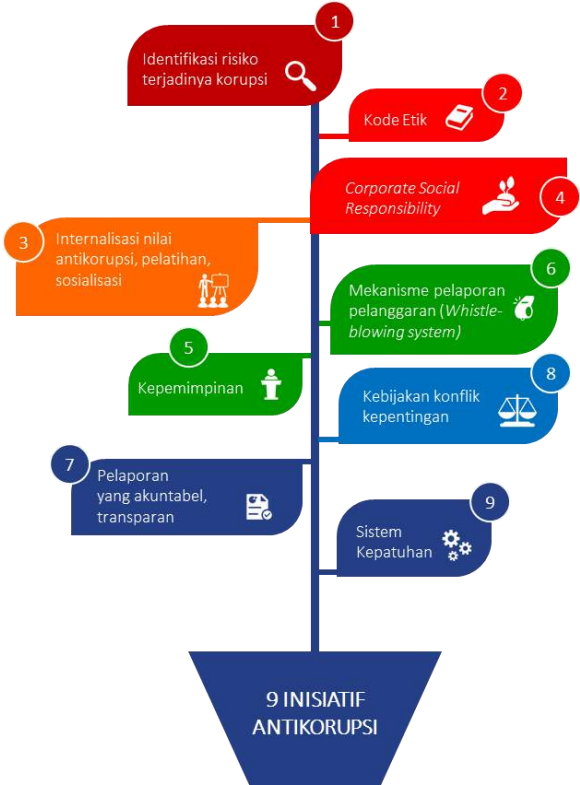 1
Identifikasi risiko
terjadinya korupsi
2
Kode Etik
3
Internalisasi nilai
antikorupsi, pelatihan,
sosialisasi
Corporate Social
Responsibility
4
5
Kepemimpinan
6
Mekanisme pelaporan
pelanggaran (Whistle-
blowing system)
7
Pelaporan
yang akuntabel,
transparan
8
Kebijakan konflik
kepentingan
9
Sistem
Kepatuhan
9 INISIATIF
ANTIKORUPSI